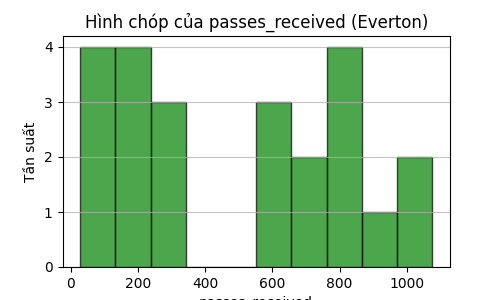 Hình chóp của passes_received (Everton)
Tần suất
4
3
2
1
0
0 200 400 600 800 1000
passes_received